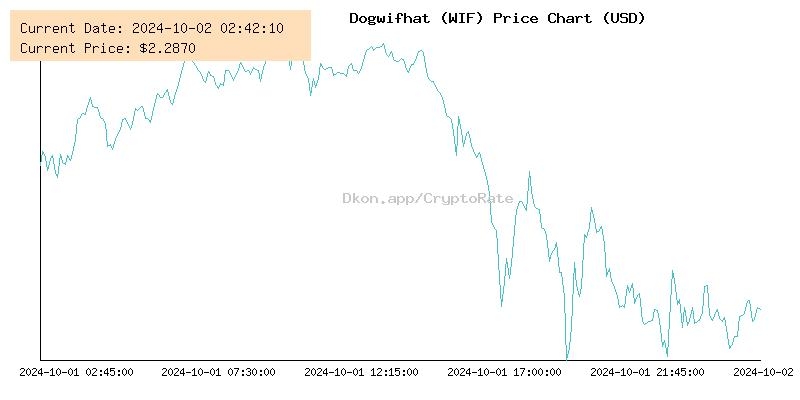 Dogwifhat (WIF) Price Chart (USD)
Current Date: 2024-10-02 02:42:10
Current Price: $2.2870
Dkon.app/CryptoRate
2024-10-01 02:45:00 2024-10-01 07:30:00 2024-10-01 12:15:00 2024-10-01 17:00:00 2024-10-01 21:45:00 2024-10-02